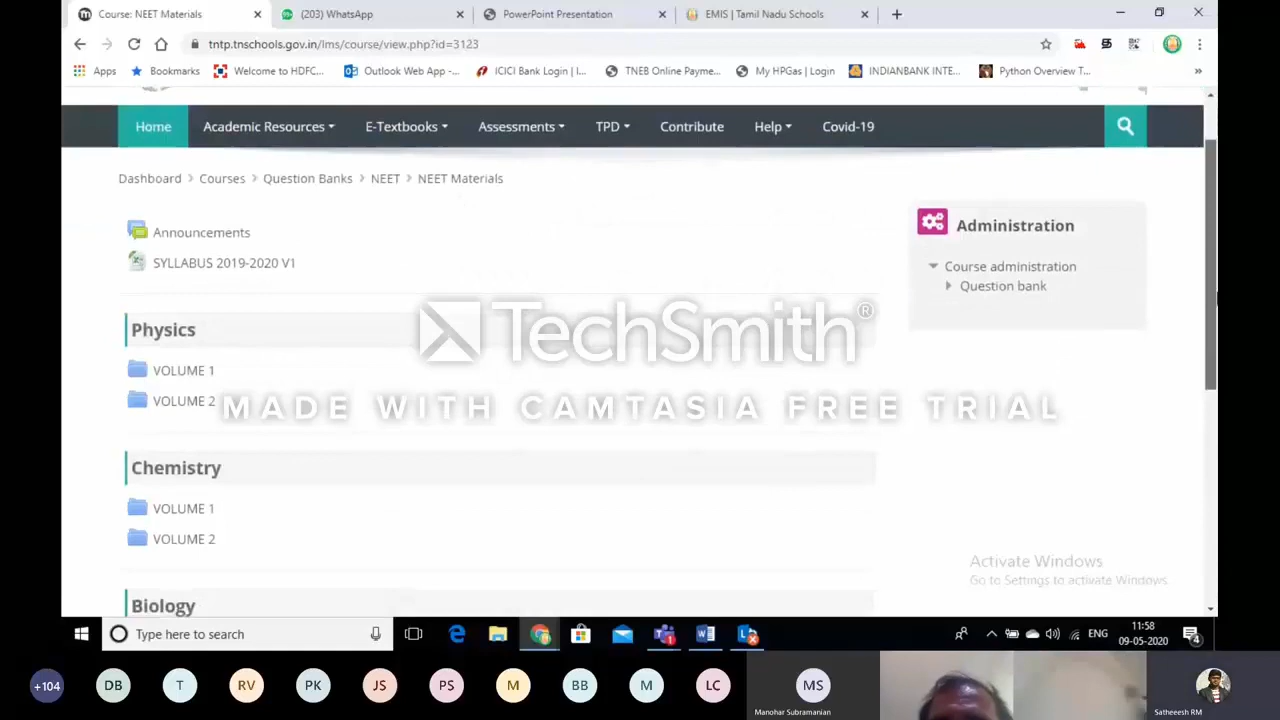 Course: NEET Materials
(203) WhatsApp
PowerPoint Presentation
EMIS | Tamil Nadu Schools
tntp.tnschools.gov.in/lms/course/view.php?id=3123
Apps
Bookmarks
Welcome to HDFC...
Outlook Web App -...
ICICI Bank Login | I...
TNEB Online Payme...
My HPGas | Login
INDIANBANK INTE...
Python Overview T...
»
Home
Academic Resources
E-Textbooks
Assessments
TPD
Contribute
Help
Covid-19
Dashboard > Courses > Question Banks > NEET > NEET Materials
Announcements
SYLLABUS 2019-2020 V1
Administration
Course administration
Question bank
Physics
VOLUME 1
VOLUME 2
TechSmith®
MADE WITH CAMTASIA FREE TRIAL
Chemistry
VOLUME 1
VOLUME 2
Biology
Activate Windows
Go to Settings to activate Windows.
Type here to search
ENG
11:58
09-05-2020
4
+104
DB
T
RV
PK
JS
PS
M
BB
M
LC
MS
Manohar Subramanian
Satheeesh RM